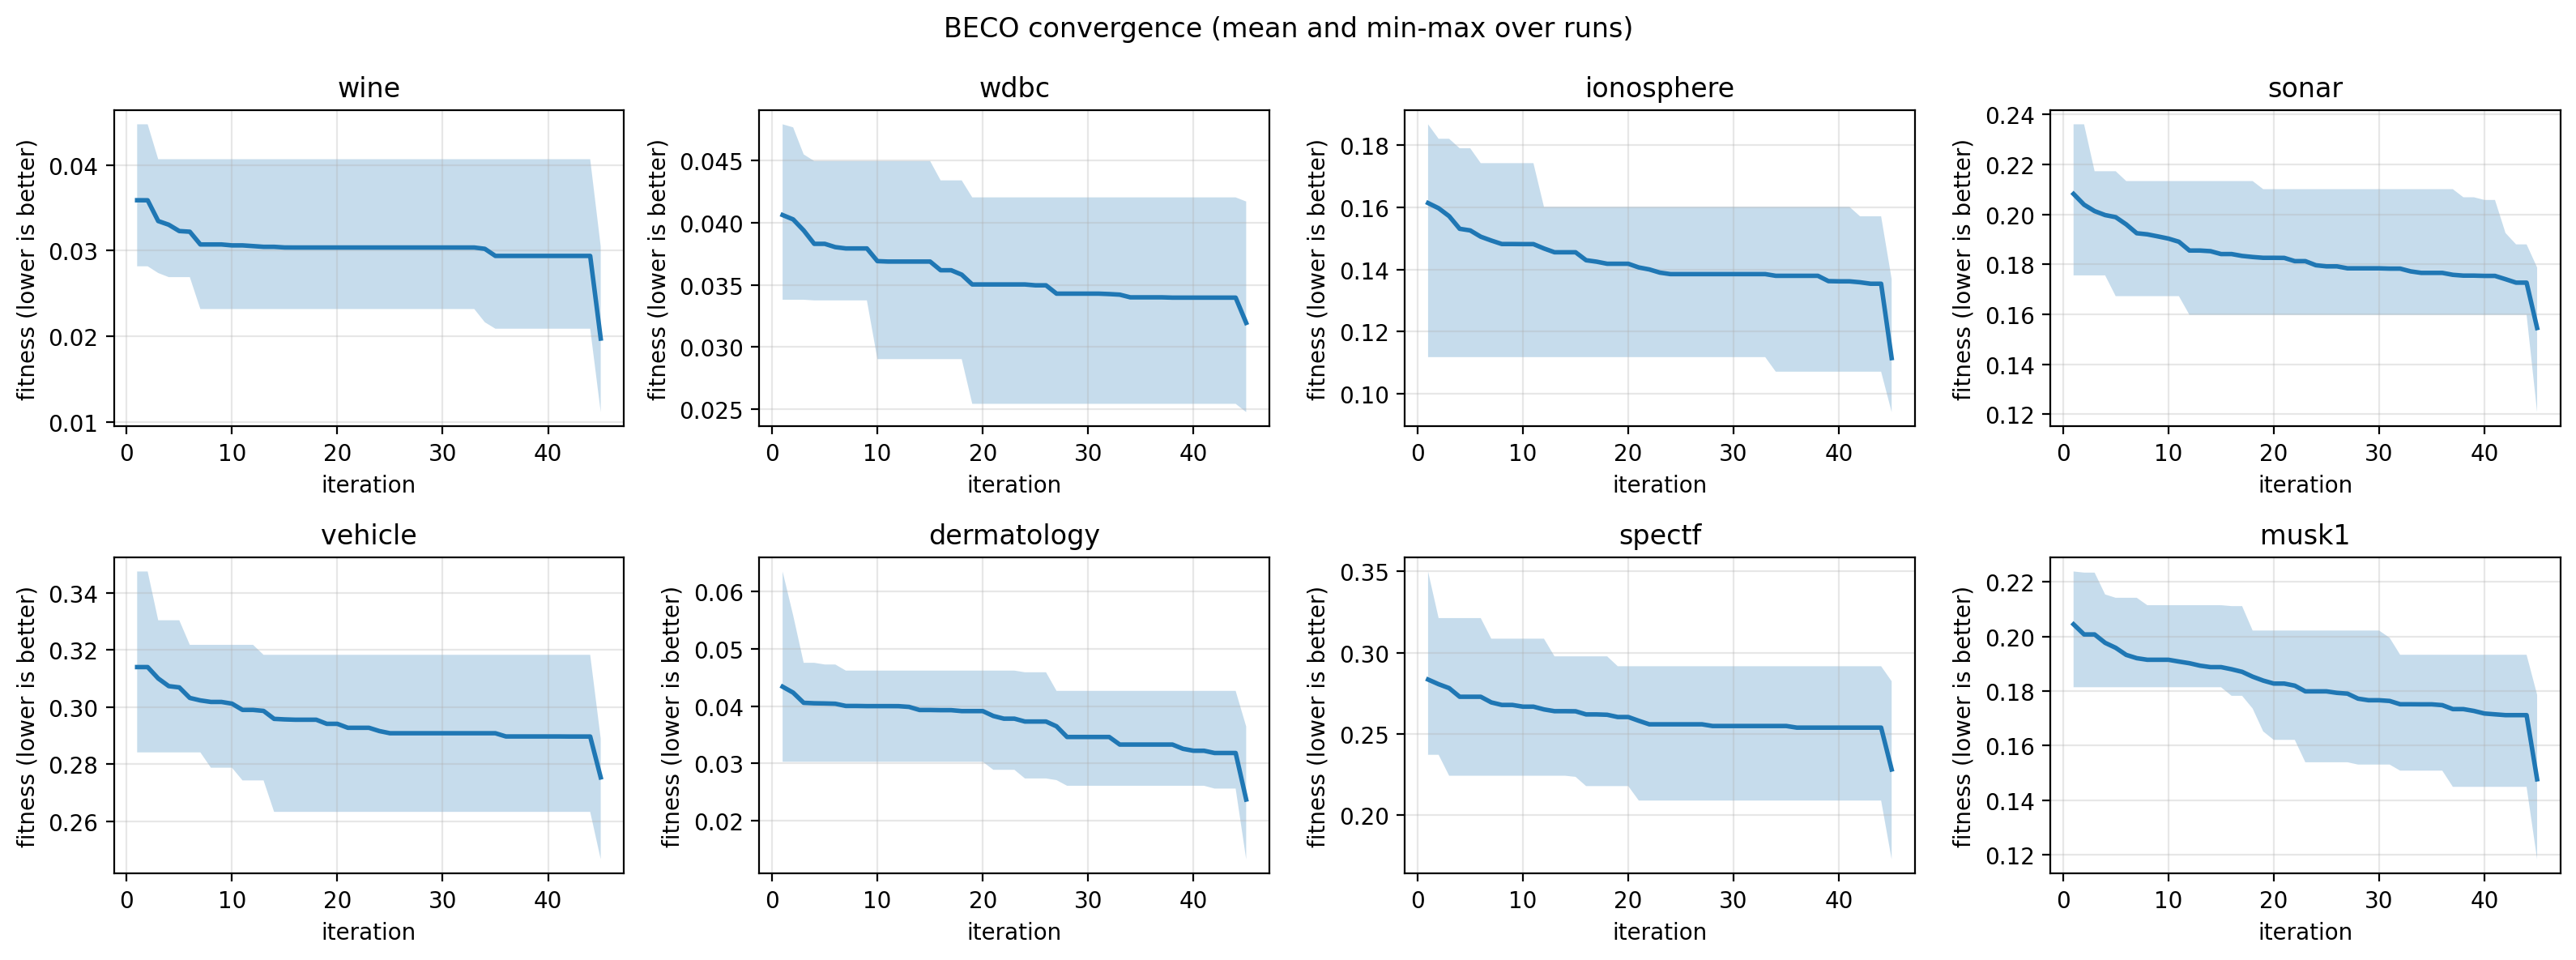 BECO convergence (mean and min-max over runs)
wine
fitness (lower is better)
0.04
0.03
0.02
0.01
0 10 20 30 40
iteration
wdbc
fitness (lower is better)
0.045
0.040
0.035
0.030
0.025
0 10 20 30 40
iteration
ionosphere
fitness (lower is better)
0.18
0.16
0.14
0.12
0.10
0 10 20 30 40
iteration
sonar
fitness (lower is better)
0.24
0.22
0.20
0.18
0.16
0.14
0.12
0 10 20 30 40
iteration
vehicle
fitness (lower is better)
0.34
0.32
0.30
0.28
0.26
0 10 20 30 40
iteration
dermatology
fitness (lower is better)
0.06
0.05
0.04
0.03
0.02
0 10 20 30 40
iteration
spectf
fitness (lower is better)
0.35
0.30
0.25
0.20
0 10 20 30 40
iteration
musk1
fitness (lower is better)
0.22
0.20
0.18
0.16
0.14
0.12
0 10 20 30 40
iteration